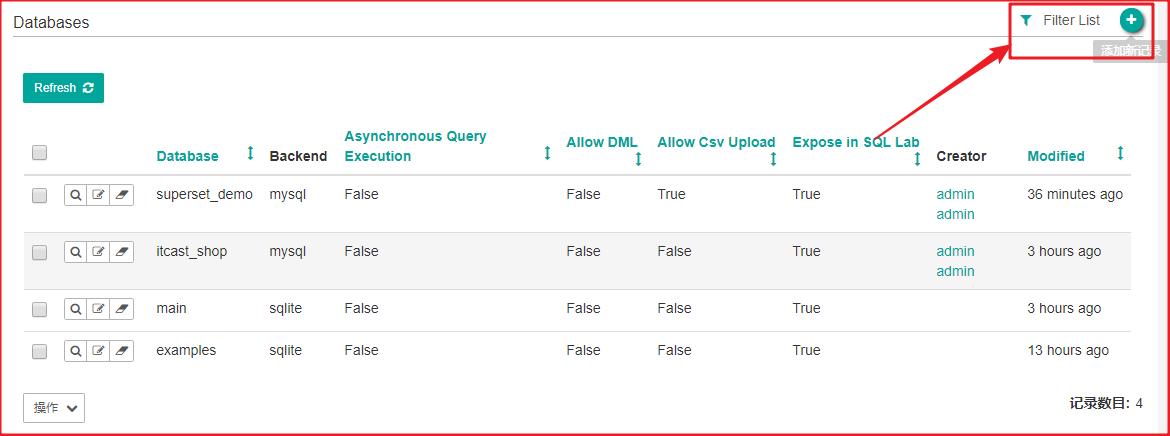 Databases
Filter List
添加新记录
Refresh
Database Backend Asynchronous Query Execution Allow DML Allow Csv Upload Expose in SQL Lab Creator Modified
superset_demo mysql False False True True admin admin 36 minutes ago
itcast_shop mysql False False False True admin admin 3 hours ago
main sqlite False False False True 3 hours ago
examples sqlite False False False True 13 hours ago
操作
记录数目: 4